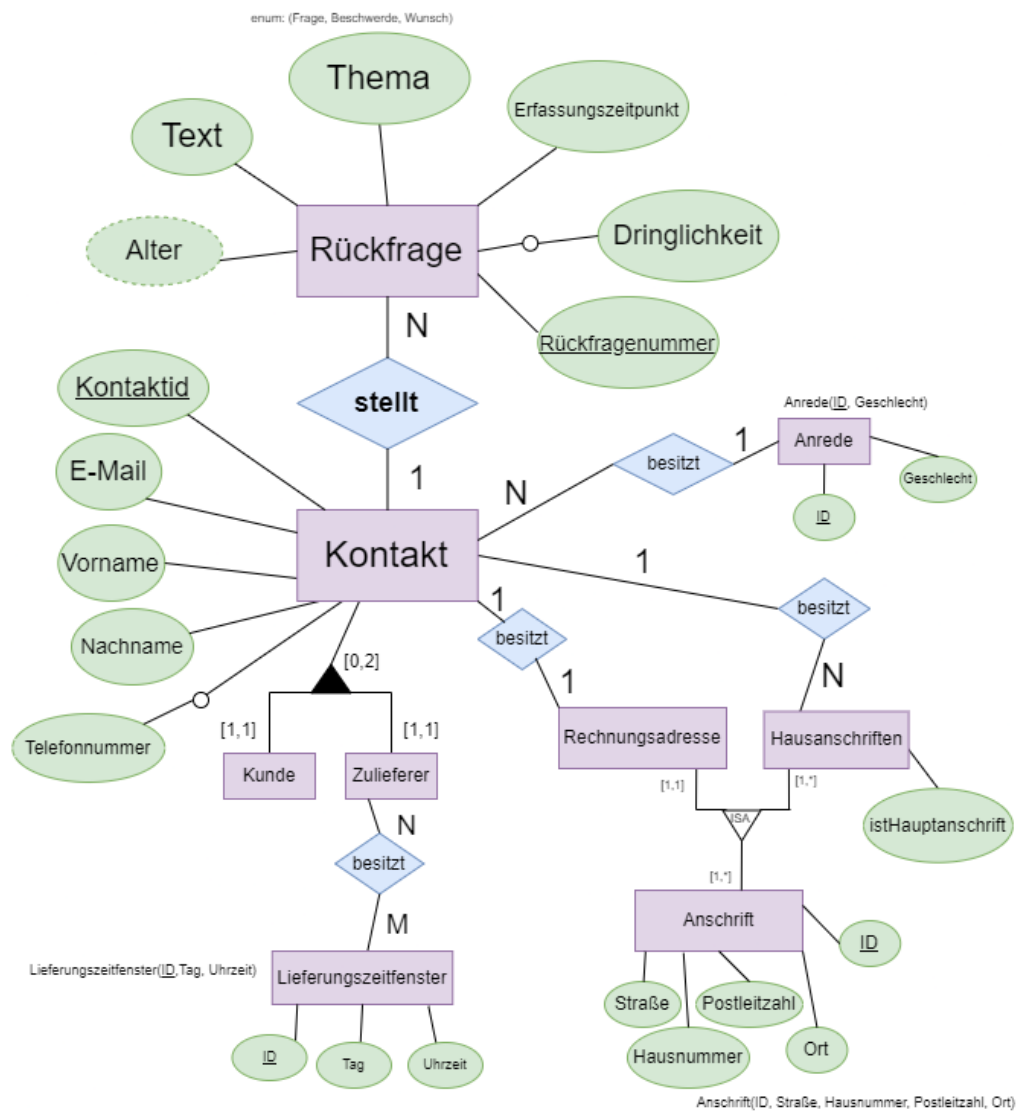 enum: (Frage, Beschwerde, Wunsch)
Thema
Erfassungszeitpunkt
Text
Dringlichkeit
Alter
Rückfrage
N
Rückfragenummer
Kontaktid
stellt
Anrede(ID, Geschlecht)
1
Anrede
besitzt
E-Mail
1
Geschlecht
N
ID
Kontakt
Vorname
1
1
besitzt
Nachname
besitzt
[0,2]
N
1
[1,1]
[1,1]
Rechnungsadresse
Hausanschriften
Telefonnummer
Kunde
Zulieferer
[1,1]
[1,*]
N
ISA
istHauptanschrift
besitzt
[1,*]
M
Anschrift
ID
Lieferungszeitfenster(ID,Tag, Uhrzeit)
Lieferungszeitfenster
Straße
Postleitzahl
ID
Tag
Uhrzeit
Hausnummer
Ort
Anschrift(ID, Straße, Hausnummer, Postleitzahl, Ort)